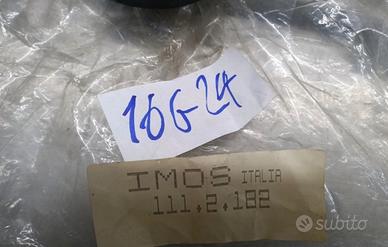 16G24
IMOS ITALIA
111.2.182
subito